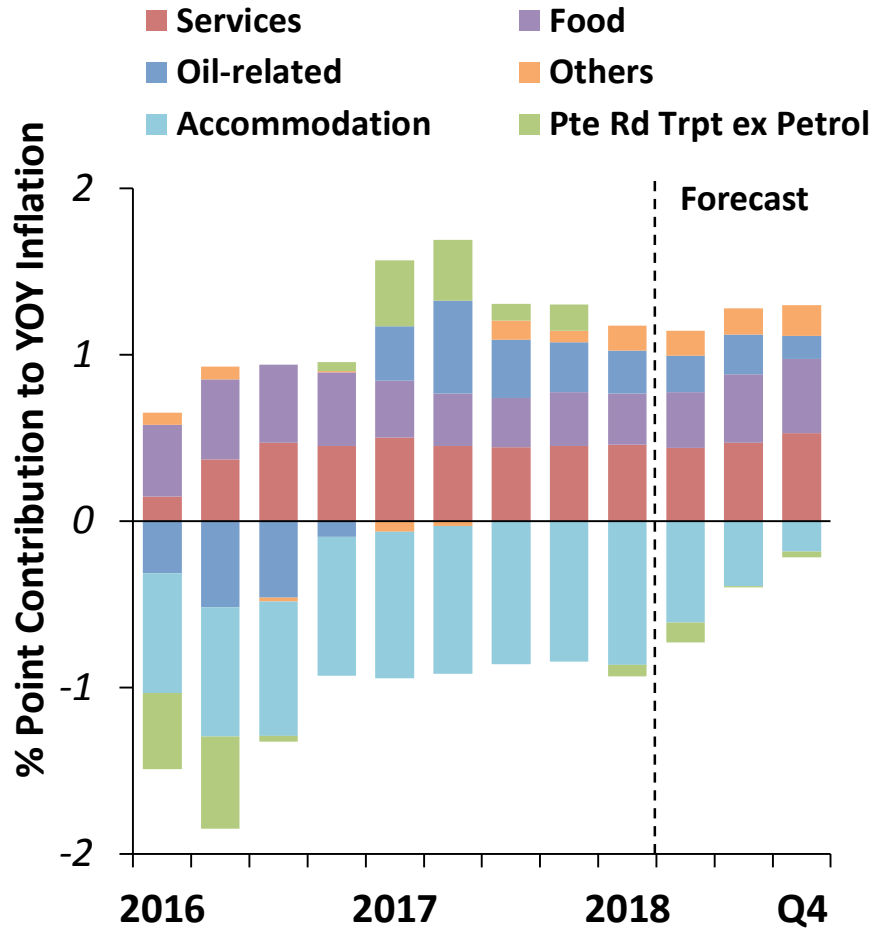 Services
Food
Oil-related
Others
Accommodation
Pte Rd Trpt ex Petrol
% Point Contribution to YOY Inflation
2
1
0
-1
-2
Forecast
2016
2017
2018
Q4